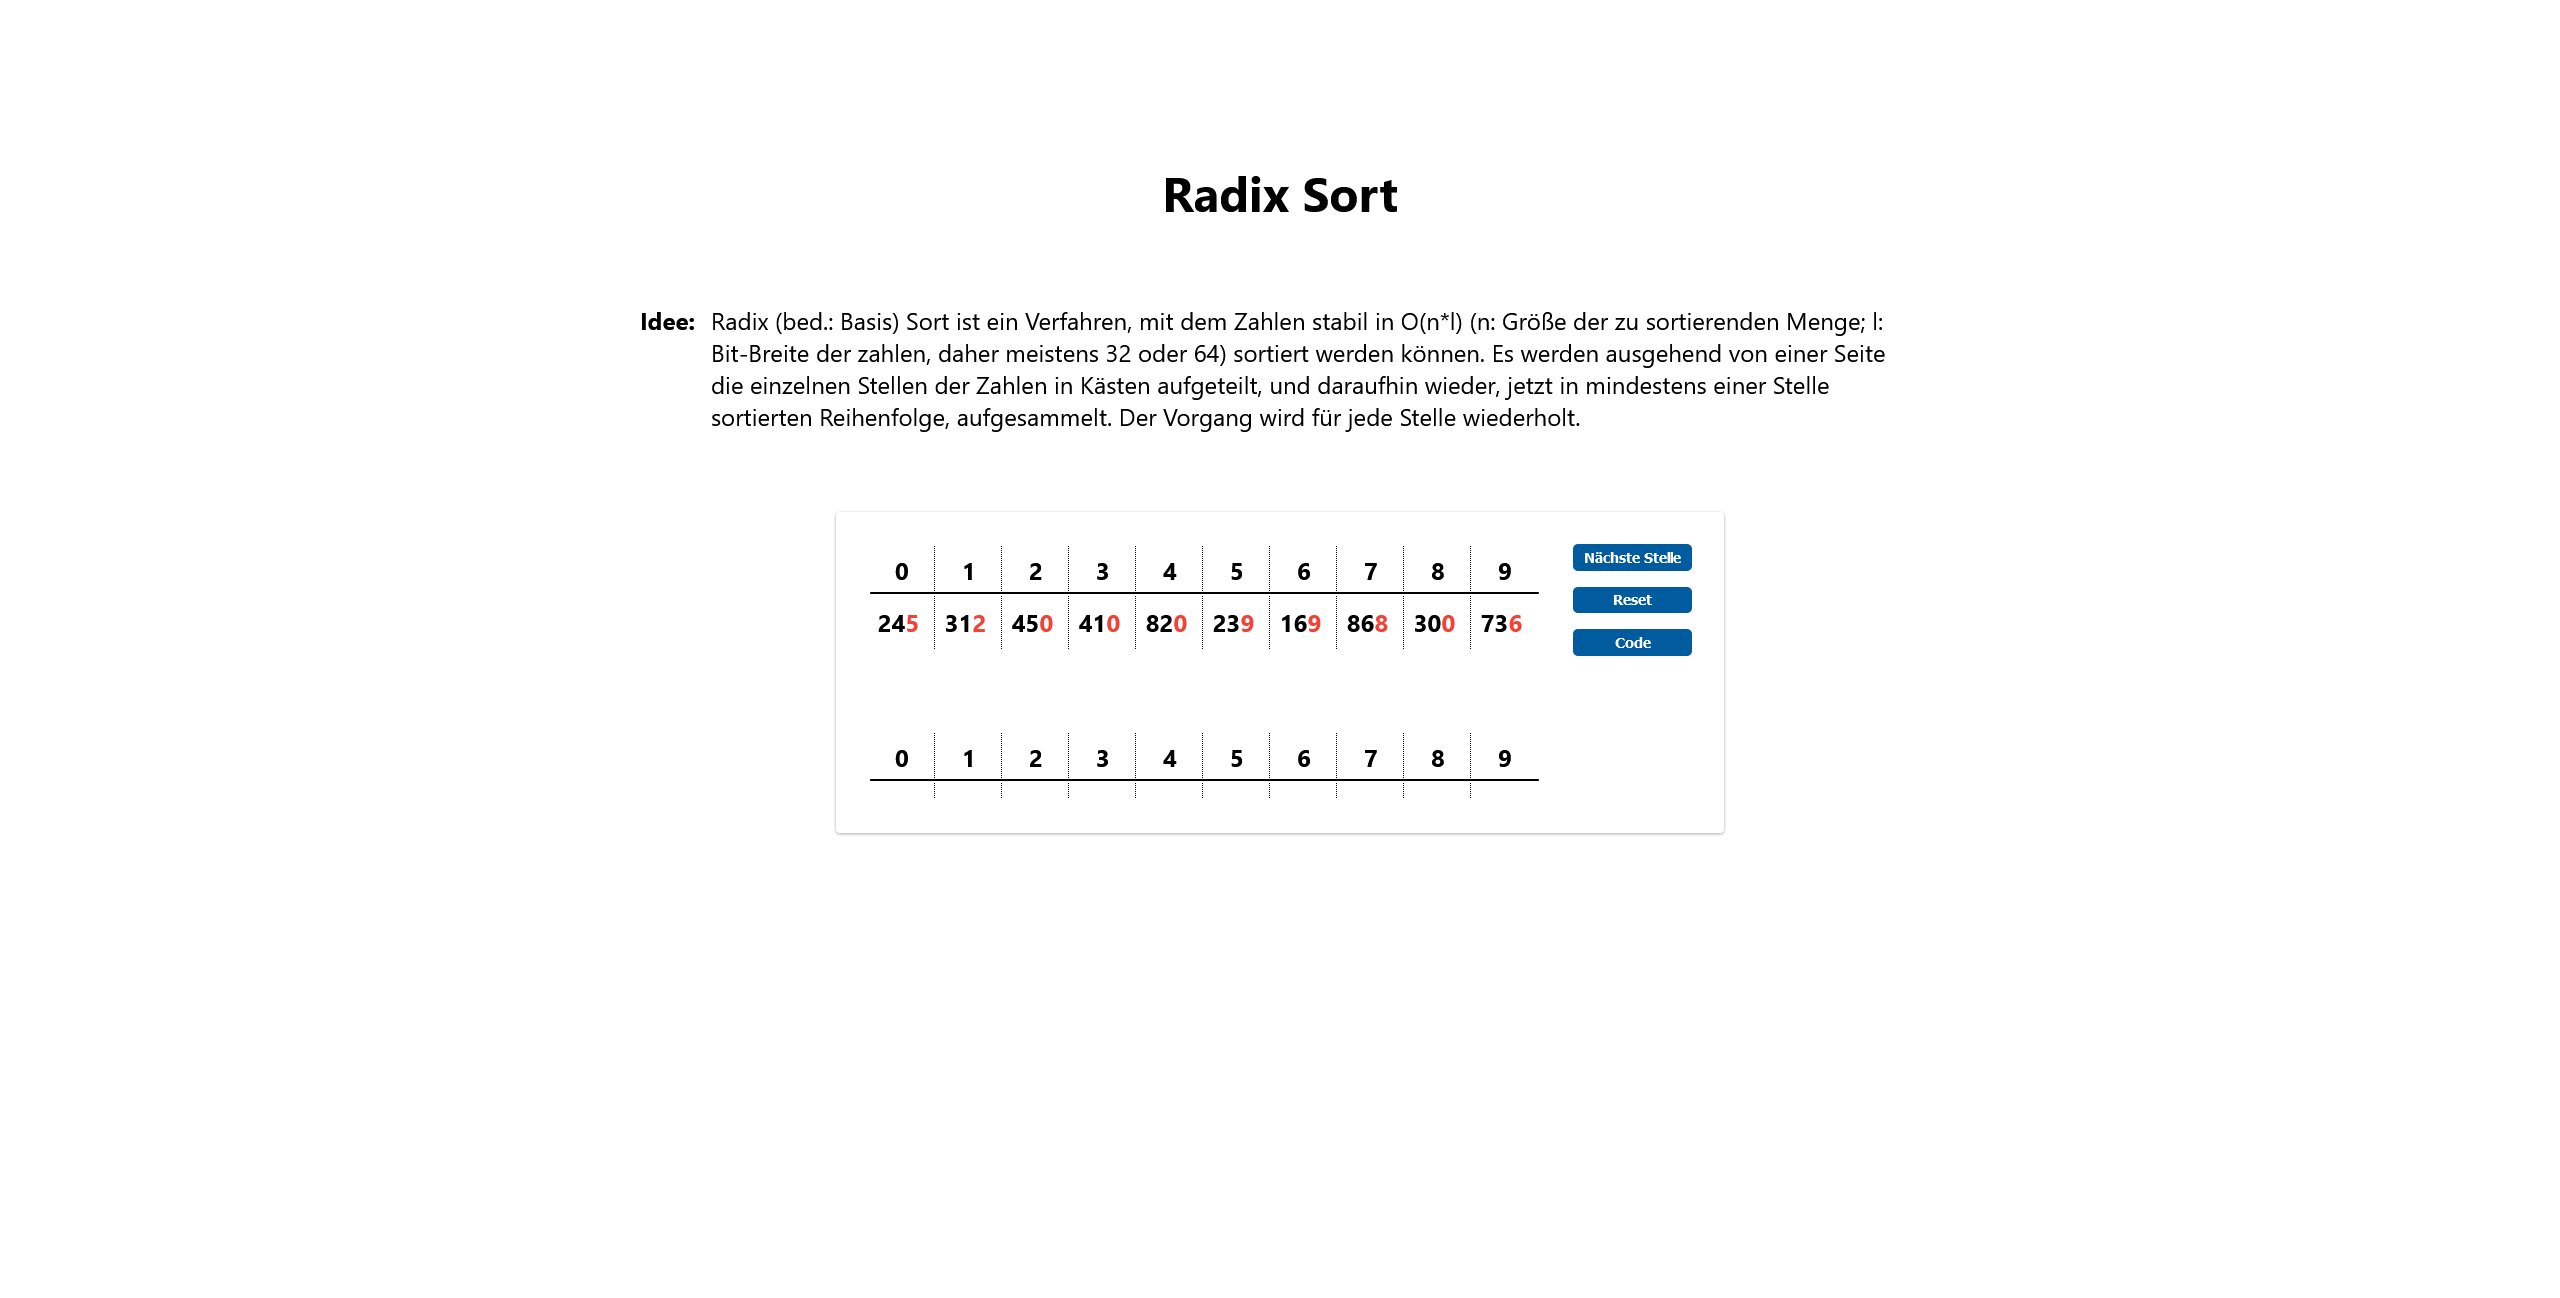 Radix Sort
Idee: Radix (bed.: Basis) Sort ist ein Verfahren, mit dem Zahlen stabil in O(n*l) (n: Größe der zu sortierenden Menge; l:
Bit-Breite der zahlen, daher meistens 32 oder 64) sortiert werden können. Es werden ausgehend von einer Seite
die einzelnen Stellen der Zahlen in Kästen aufgeteilt, und daraufhin wieder, jetzt in mindestens einer Stelle
sortierten Reihenfolge, aufgesammelt. Der Vorgang wird für jede Stelle wiederholt.
0 1 2 3 4 5 6 7 8 9
245 312 450 410 820 239 169 868 300 736
Nächste Stelle
Reset
Code
0 1 2 3 4 5 6 7 8 9